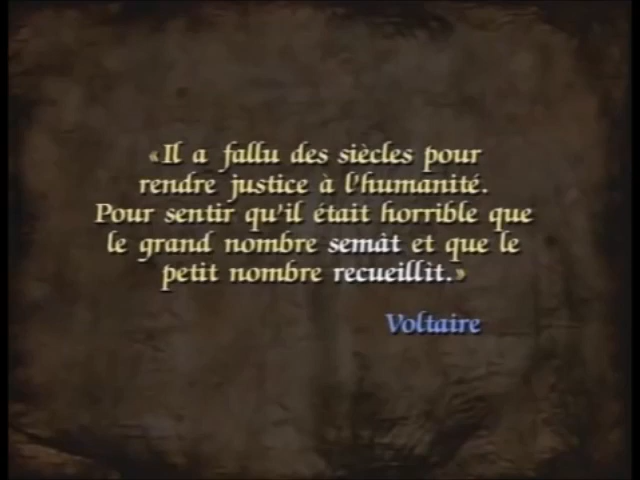 «Il a fallu des siècles pour
rendre justice à l'humanité.
Pour sentir qu'il était horrible que
le grand nombre semât et que le
petit nombre recueillît.»
Voltaire